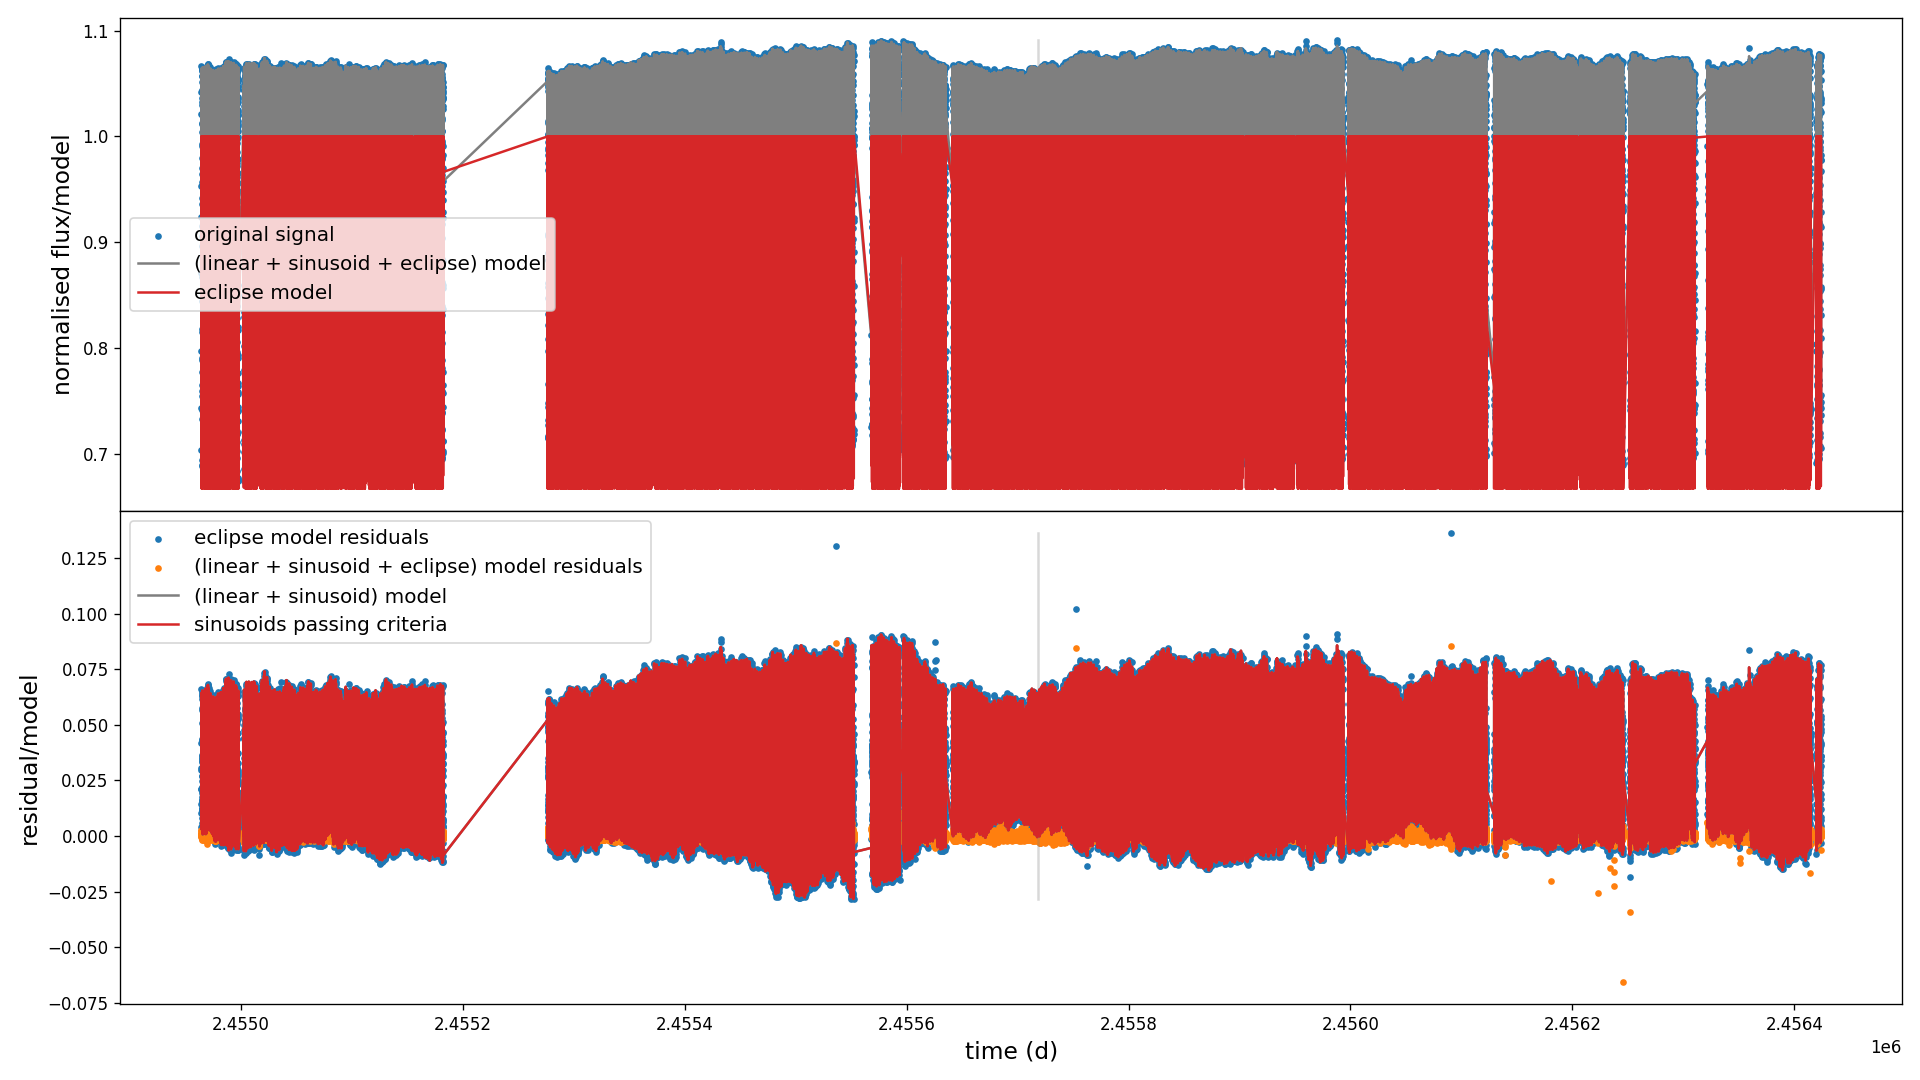 normalised flux/model
1.1
1.0
0.9
0.8
0.7
original signal
(linear + sinusoid + eclipse) model
eclipse model
residual/model
0.125
0.100
0.075
0.050
0.025
0.000
−0.025
−0.050
−0.075
eclipse model residuals
(linear + sinusoid + eclipse) model residuals
(linear + sinusoid) model
sinusoids passing criteria
2.4550 2.4552 2.4554 2.4556 2.4558 2.4560 2.4562 2.4564
1e6
time (d)